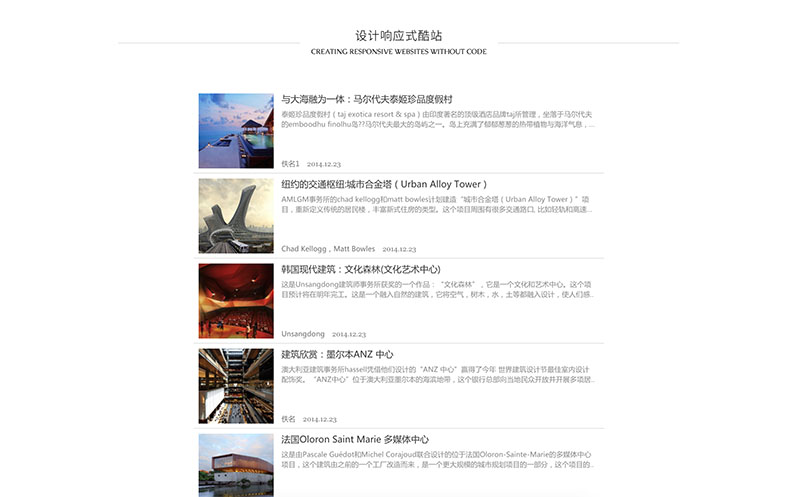 设计响应式酷站
CREATING RESPONSIVE WEBSITES WITHOUT CODE
与大海融为一体：马尔代夫泰姬珍品度假村
泰姬珍品度假村（taj exotica resort & spa）由印度著名的顶级酒店品牌taj所管理，坐落于马尔代夫
的emboodhu finolhu岛??马尔代夫最大的岛屿之一。岛上充满了郁郁葱葱的热带植物与海洋气息，...
佚名1 2014.12.23
纽约的交通枢纽:城市合金塔（Urban Alloy Tower）
AMLGM事务所的chad kellogg和matt bowles计划建造“城市合金塔（Urban Alloy Tower）”项
目，重新定义传统的居民楼，丰富新式住房的类型。这个项目周围有很多交通路口, 比如轻轨和高速...
Chad Kellogg，Matt Bowles 2014.12.23
韩国现代建筑：文化森林(文化艺术中心)
这是Unsangdong建筑师事务所获奖的一个作品：“文化森林”，它是一个文化和艺术中心。这个项
目预计将在明年完工。这是一个融入自然的建筑，它将空气，树木，水，土等都融入设计，使人们感..
Unsangdong 2014.12.23
建筑欣赏：墨尔本ANZ 中心
澳大利亚建筑事务所hassell凭借他们设计的“ANZ 中心”赢得了今年 世界建筑设计节最佳室内设计
配饰奖。“ANZ中心”位于澳大利亚墨尔本的海滨地带，这个银行总部向当地民众开放并开展多项居..
佚名 2014.12.23
法国Oloron Saint Marie 多媒体中心
这是由Pascale Guédot和Michel Corajoud联合设计的位于法国Oloron-Sainte-Marie的多媒体中心
项目，这个建筑由之前的一个工厂改造而来，是一个更大规模的城市规划项目的一部分，这个项目的..